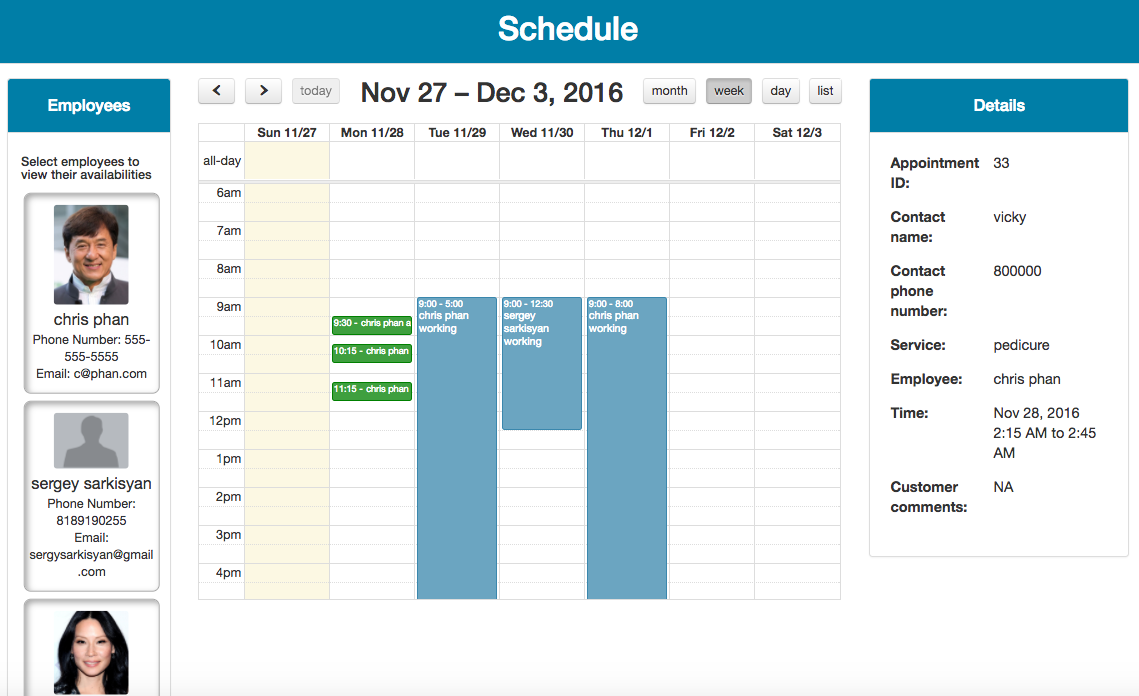 Schedule
Employees
Select employees to
view their availabilities
chris phan
Phone Number: 555-
555-5555
Email: c@phan.com
sergey sarkisyan
Phone Number:
8189190255
Email:
sergysarkisyan@gmail
.com
today
Nov 27 – Dec 3, 2016
month
week
day
list
Sun 11/27
Mon 11/28
Tue 11/29
Wed 11/30
Thu 12/1
Fri 12/2
Sat 12/3
all-day
6am
7am
8am
9am
10am
11am
12pm
1pm
2pm
3pm
4pm
9:30 - chris phan a
10:15 - chris phan
11:15 - chris phan
9:00 - 5:00
chris phan
working
9:00 - 12:30
sergey
sarkisyan
working
9:00 - 8:00
chris phan
working
Details
Appointment 33
ID:
Contact vicky
name:
Contact 800000
phone
number:
Service: pedicure
Employee: chris phan
Time: Nov 28, 2016
2:15 AM to 2:45
AM
Customer NA
comments: